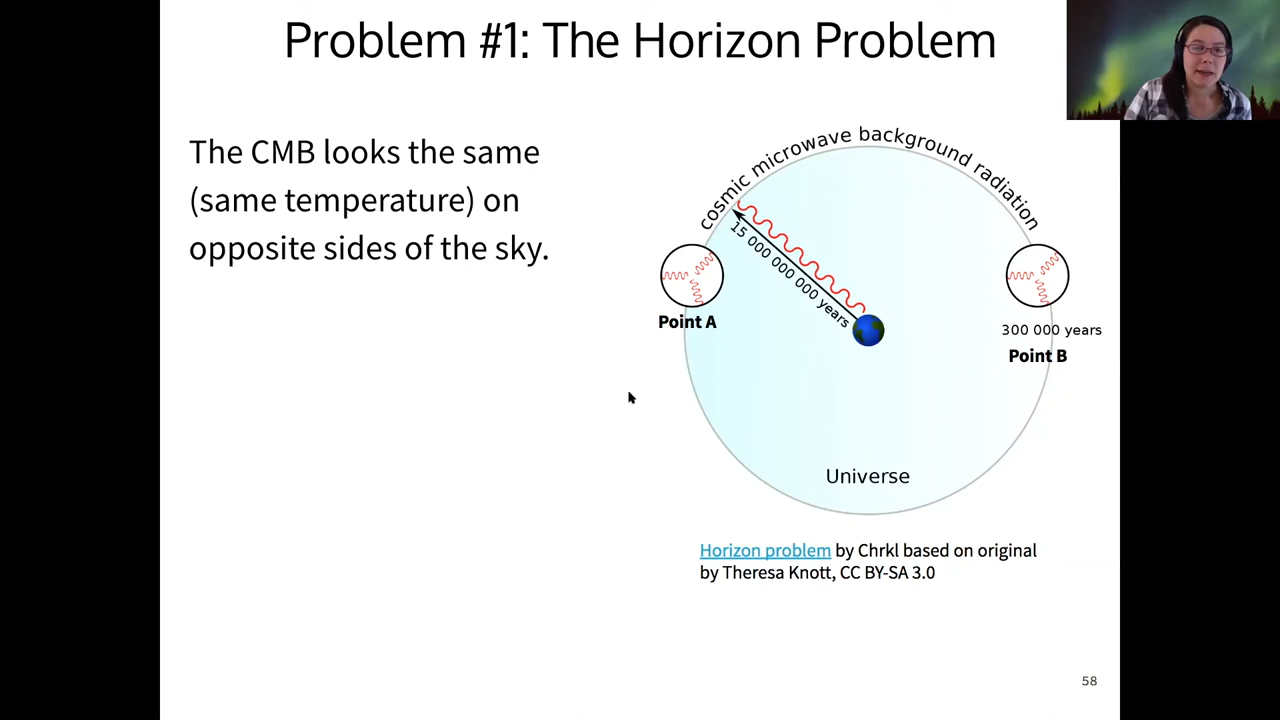 Problem #1: The Horizon Problem
The CMB looks the same
(same temperature) on
opposite sides of the sky.
cosmic microwave background radiation
15 000 000 000 years
Point A
300 000 years
Point B
Universe
Horizon problem by Chrkl based on original
by Theresa Knott, CC BY-SA 3.0
58